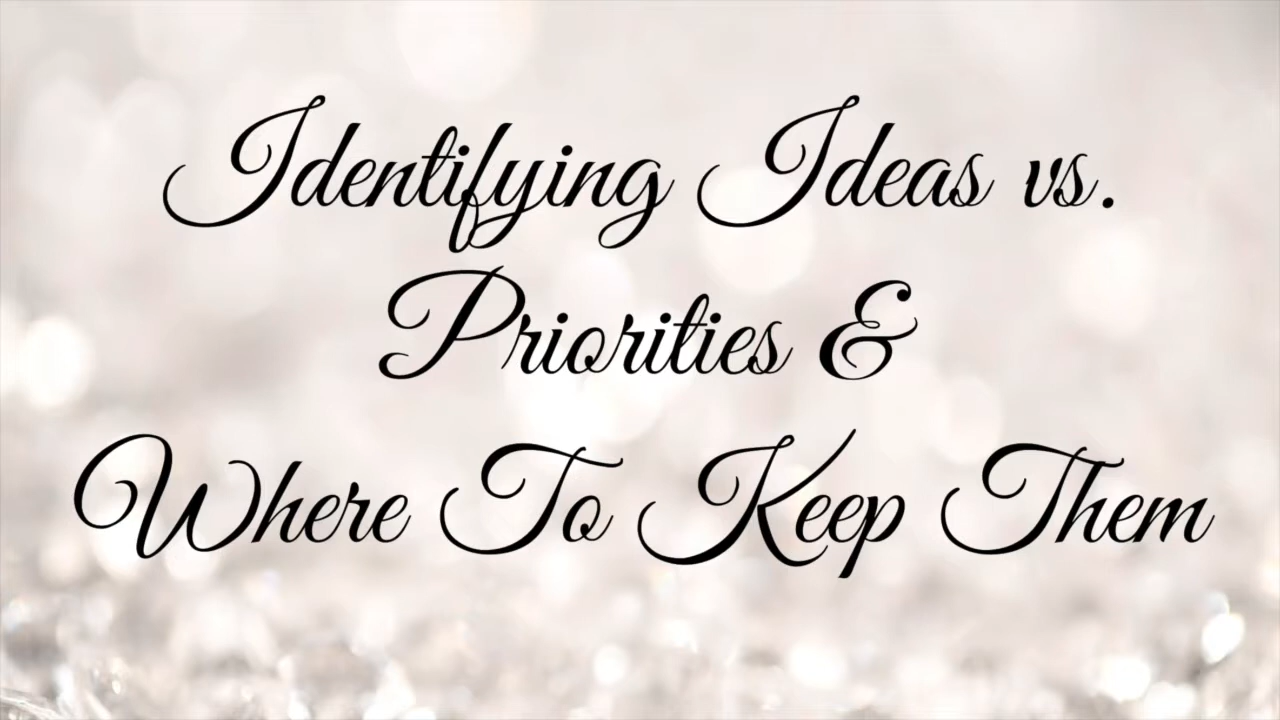 Identifying Ideas vs.
Priorities &
Where To Keep Them